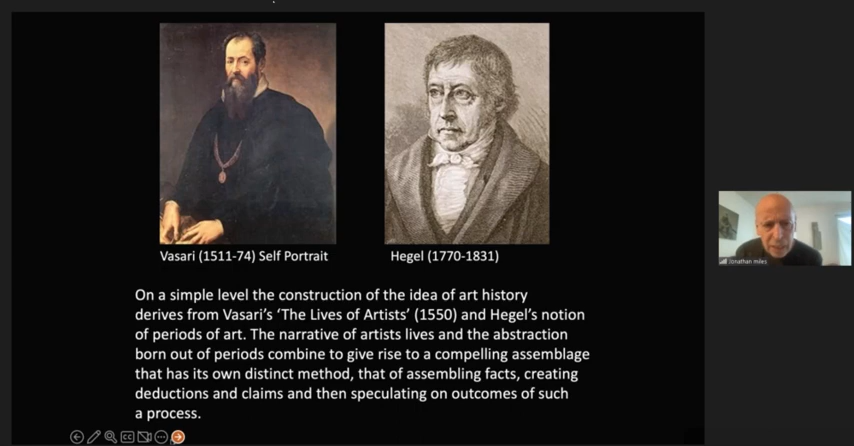 Vasari (1511-74) Self Portrait
Hegel (1770-1831)
On a simple level the construction of the idea of art history
derives from Vasari's 'The Lives of Artists' (1550) and Hegel's notion
of periods of art. The narrative of artists lives and the abstraction
born out of periods combine to give rise to a compelling assemblage
that has its own distinct method, that of assembling facts, creating
deductions and claims and then speculating on outcomes of such
a process.
Jonathan miles
CC